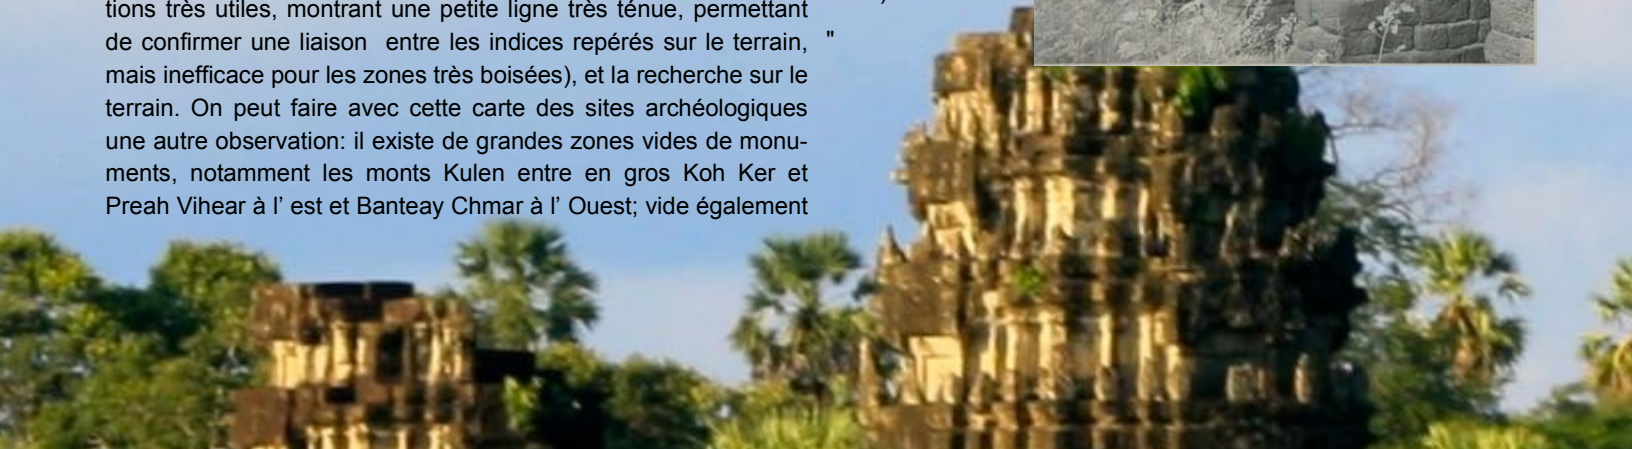 tions très utiles, montrant une petite ligne très ténue, permettant
de confirmer une liaison  entre les indices repérés sur le terrain,
mais inefficace pour les zones très boisées), et la recherche sur le
terrain. On peut faire avec cette carte des sites archéologiques
une autre observation: il existe de grandes zones vides de monu-
ments, notamment les monts Kulen entre en gros Koh Ker et
Preah Vihear à l’ est et Banteay Chmar à l’ Ouest; vide également
"